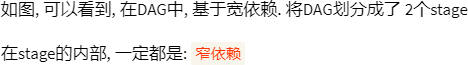 如图, 可以看到, 在DAG中, 基于宽依赖. 将DAG划分成了 2个stage
在stage的内部, 一定都是: 窄依赖